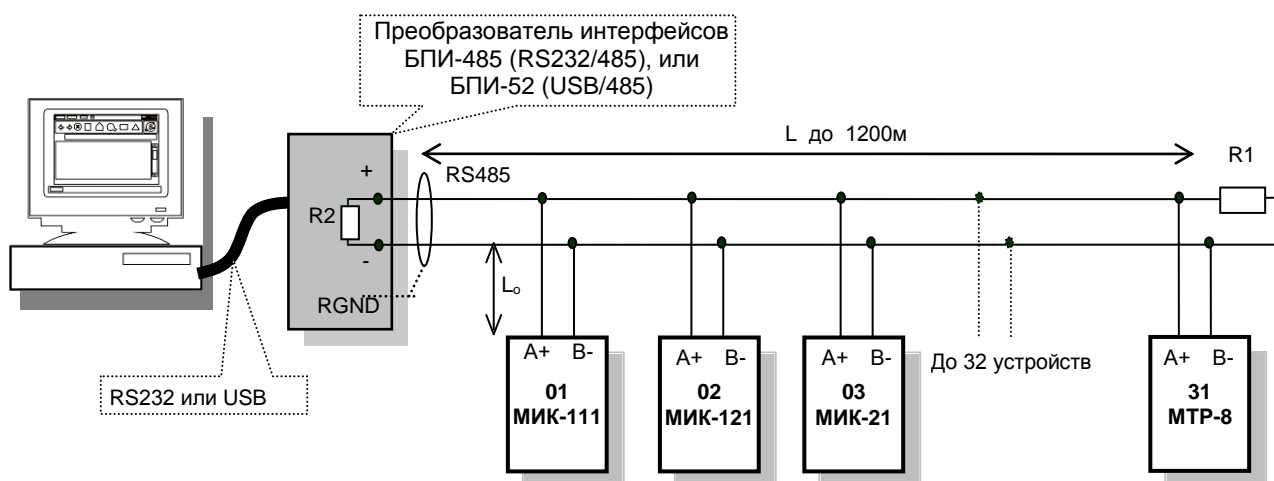 Преобразователь интерфейсов
БПИ-485 (RS232/485), или
БПИ-52 (USB/485)
L до 1200м
R1
+
RS485
R2
-
Lо
RGND
RS232 или USB
A+ B-
01
МИК-111
A+ B-
02
МИК-121
A+ B-
03
МИК-21
До 32 устройств
A+ B-
31
МТР-8